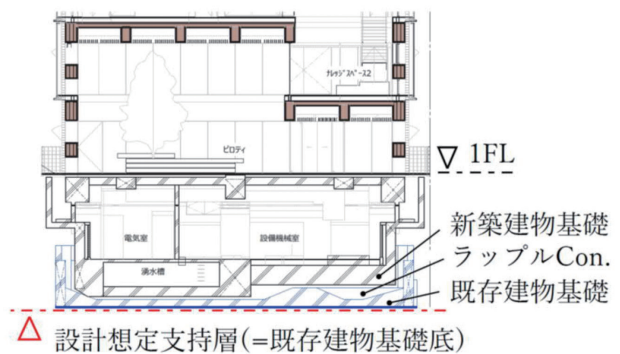 ナレッジスペース2
ピロティ
▽ 1FL
電気室
設備機械室
湧水槽
新築建物基礎
ラップルCon.
既存建物基礎
△ 設計想定支持層(=既存建物基礎底)